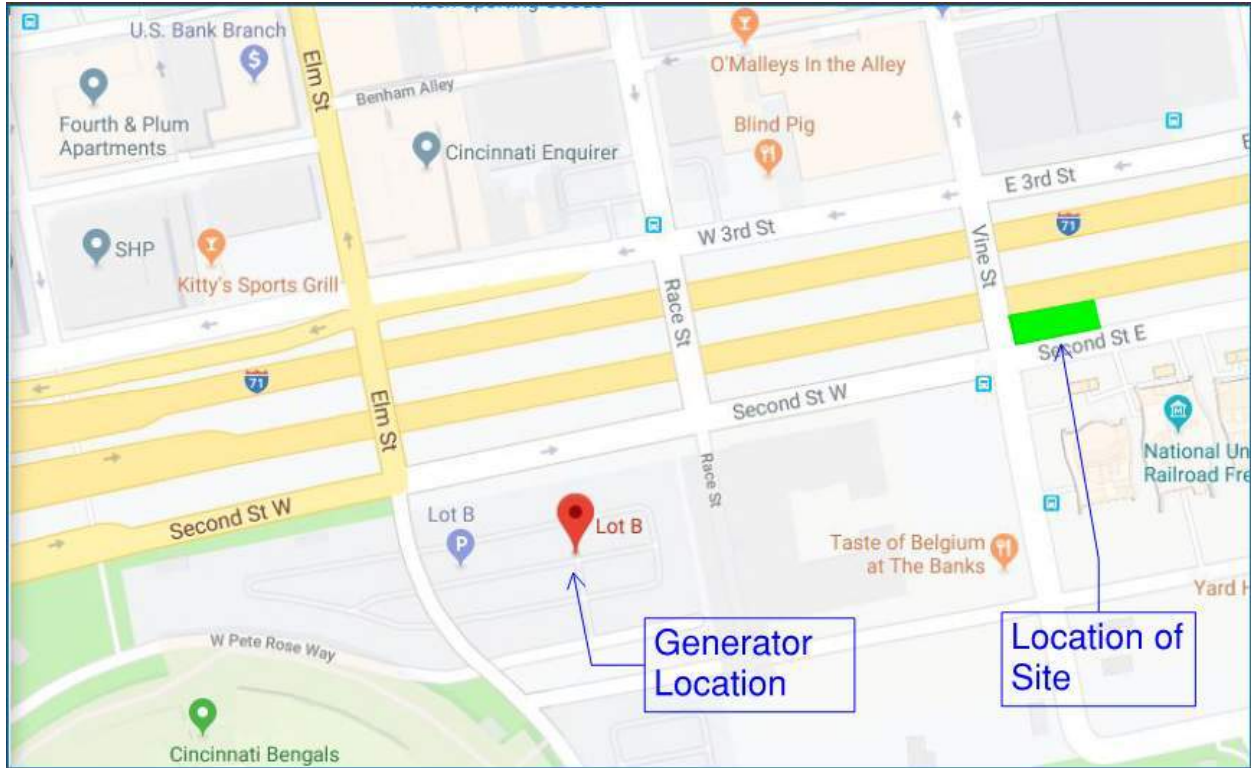 U.S. Bank Branch
Elm St
O'Malleys In the Alley
Benham Alley
Fourth & Plum
Apartments
Cincinnati Enquirer
Blind Pig
E 3rd St
SHP
W 3rd St
71
Vine St
Kitty's Sports Grill
Race St
Second St E
71
Elm St
Second St W
National Un
Railroad Fre
Race St
Second St W
Lot B
P
Lot B
Taste of Belgium
at The Banks
Yard H
W Pete Rose Way
Generator
Location
Location of
Site
Cincinnati Bengals